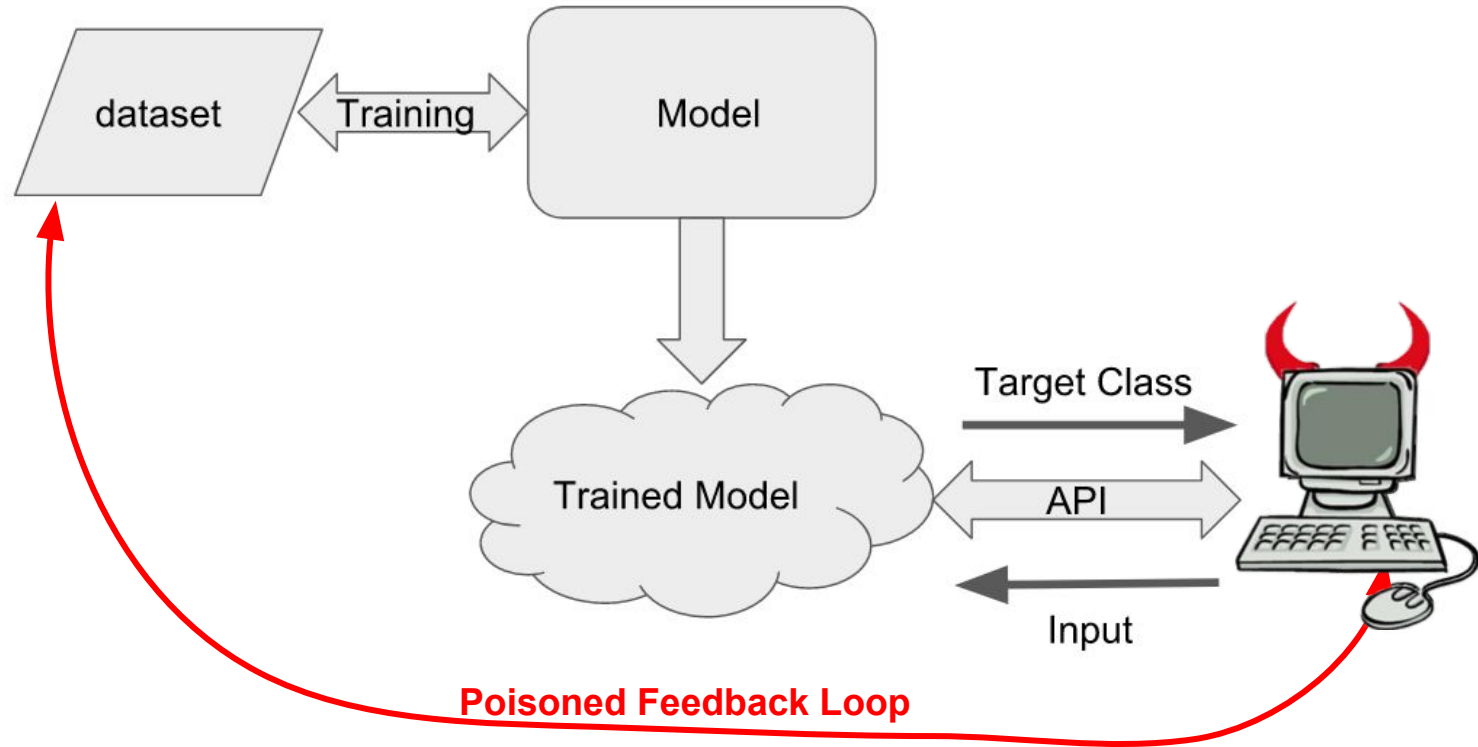 dataset
Training
Model
Target Class
Trained Model
API
Input
Poisoned Feedback Loop